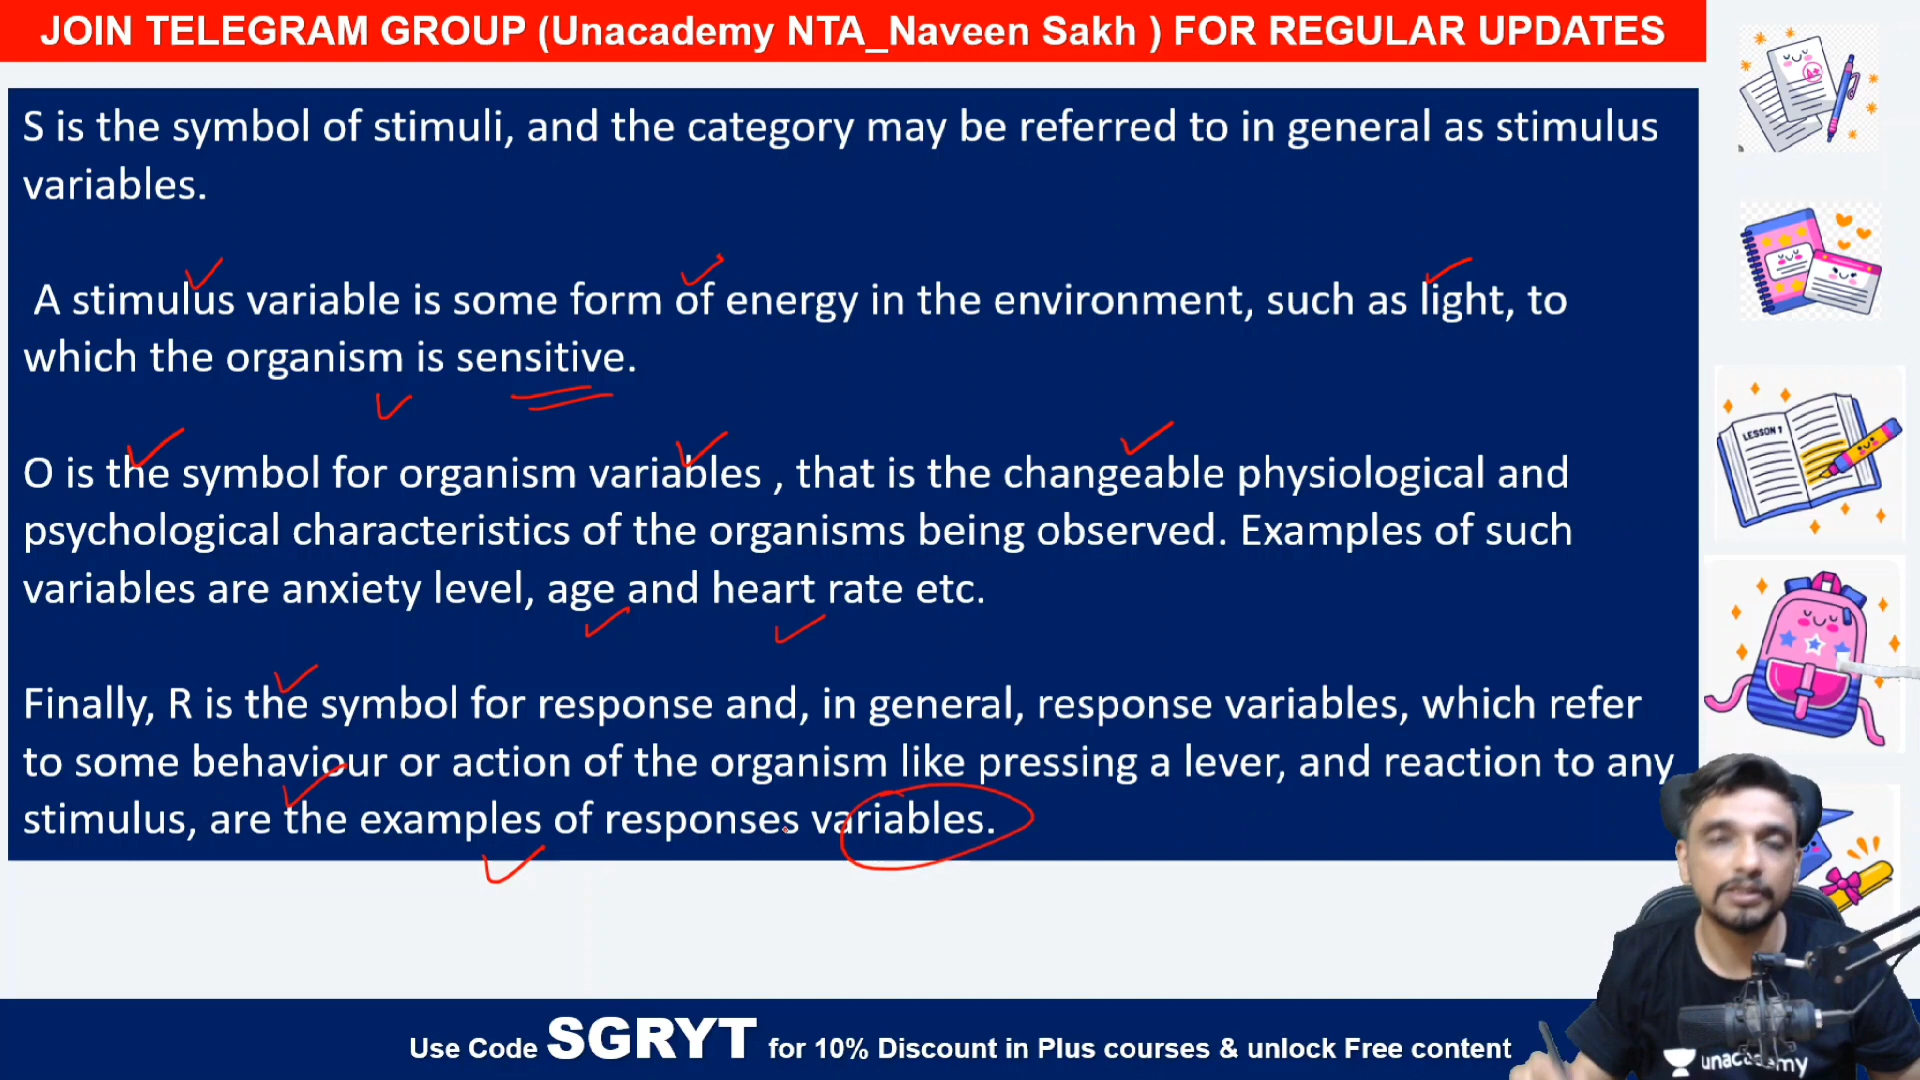 JOIN TELEGRAM GROUP (Unacademy NTA_Naveen Sakh ) FOR REGULAR UPDATES
S is the symbol of stimuli, and the category may be referred to in general as stimulus
variables.
A stimulus variable is some form of energy in the environment, such as light, to
which the organism is sensitive.
O is the symbol for organism variables , that is the changeable physiological and
psychological characteristics of the organisms being observed. Examples of such
variables are anxiety level, age and heart rate etc.
Finally, R is the symbol for response and, in general, response variables, which refer
to some behaviour or action of the organism like pressing a lever, and reaction to any
stimulus, are the examples of responses variables.
A+
LESSON 1
Use Code SGRYT for 10% Discount in Plus courses & unlock Free content
unacademy